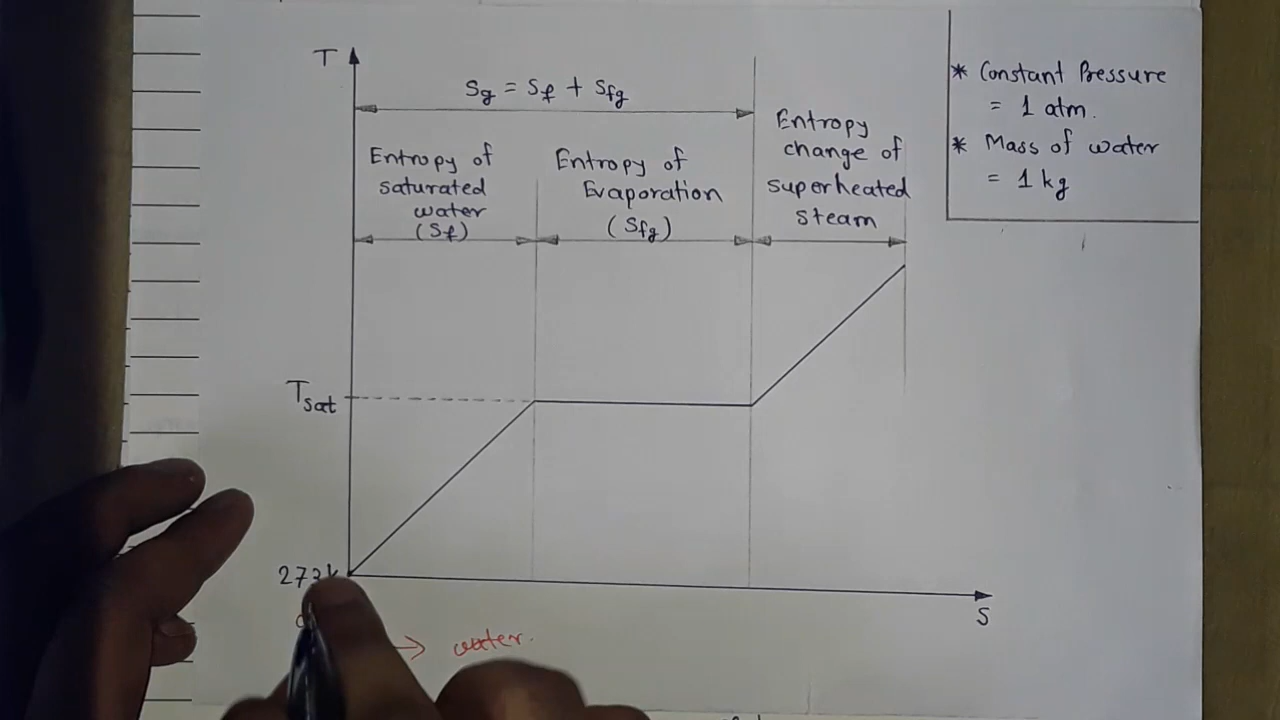 T
Sg = Sf + Sfg
Entropy of
saturated
water
(Sf)
Entropy of
Evaporation
(Sfg)
Entropy
change of
superheated
steam
* Constant Pressure
= 1 atm.
* Mass of water
= 1 kg
Tsat
273K
S
→ water.